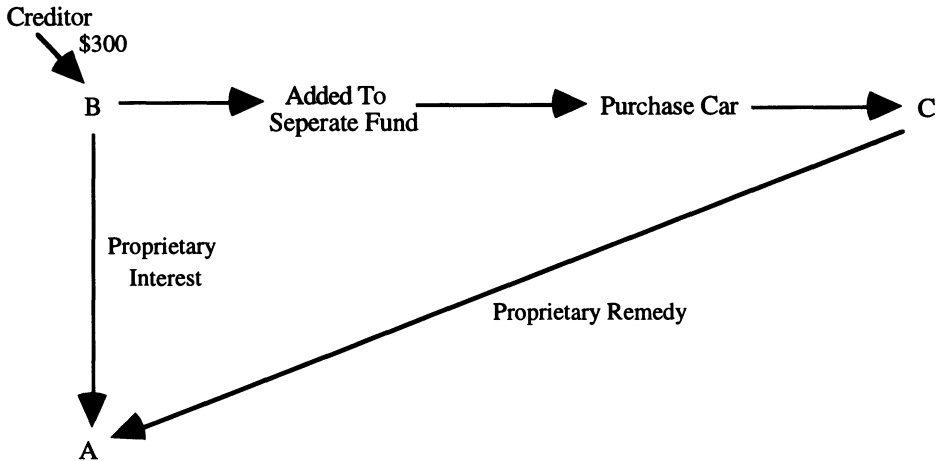 Creditor
$300
B
Added To
Seperate Fund
Purchase Car
C
Proprietary
Interest
Proprietary Remedy
A